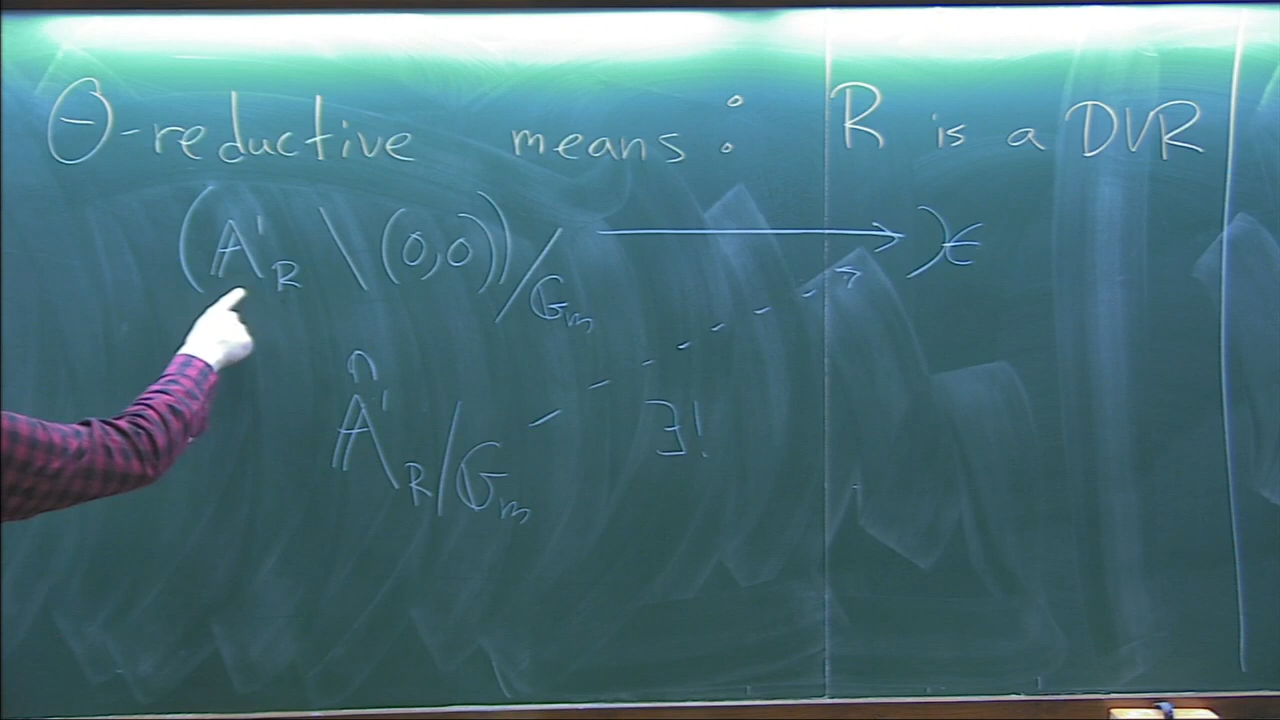 Θ-reductive means: R is a DVR
(A¹_R \ (0,0))/G_m ⟶ 𝔛
∩
A¹_R/G_m ⇢ ∃!